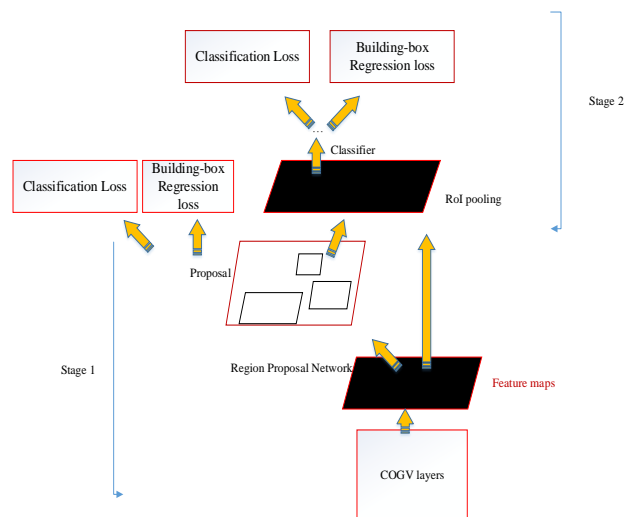 Classification Loss
Building-box
Regression loss
Stage 2
...
Classifier
Classification Loss
Building-box
Regression
loss
RoI pooling
Proposal
Region Proposal Network
Stage 1
Feature maps
COGV layers